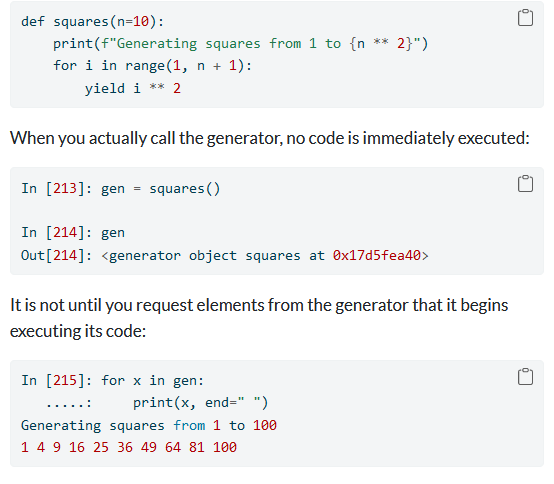 def squares(n=10):
    print(f"Generating squares from 1 to {n ** 2}")
    for i in range(1, n + 1):
        yield i ** 2
When you actually call the generator, no code is immediately executed:
In [213]: gen = squares()
In [214]: gen
Out[214]: <generator object squares at 0x17d5fea40>
It is not until you request elements from the generator that it begins
executing its code:
In [215]: for x in gen:
   .....:     print(x, end=" ")
Generating squares from 1 to 100
1 4 9 16 25 36 49 64 81 100